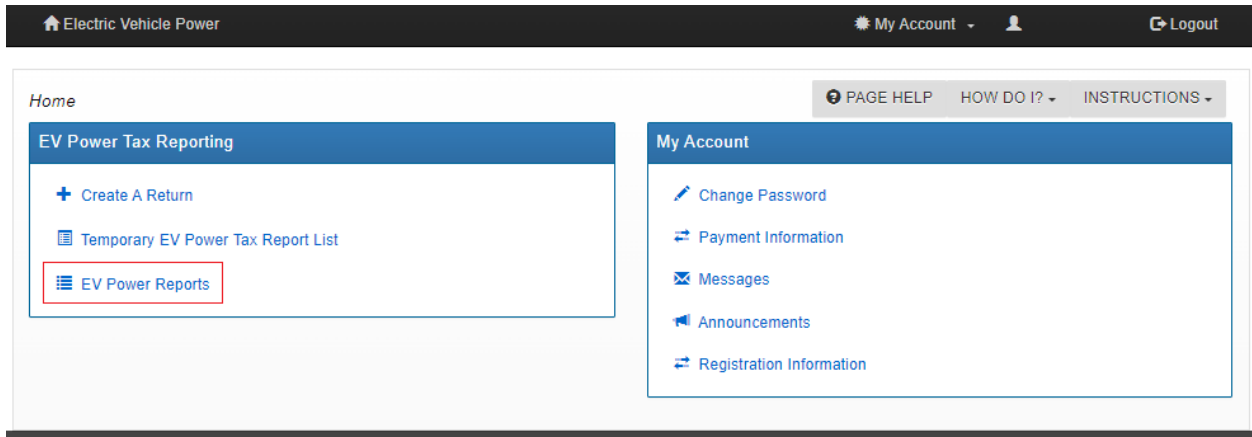 Electric Vehicle Power
My Account
Logout
Home
PAGE HELP
HOW DO I?
INSTRUCTIONS
EV Power Tax Reporting
Create A Return
Temporary EV Power Tax Report List
EV Power Reports
My Account
Change Password
Payment Information
Messages
Announcements
Registration Information